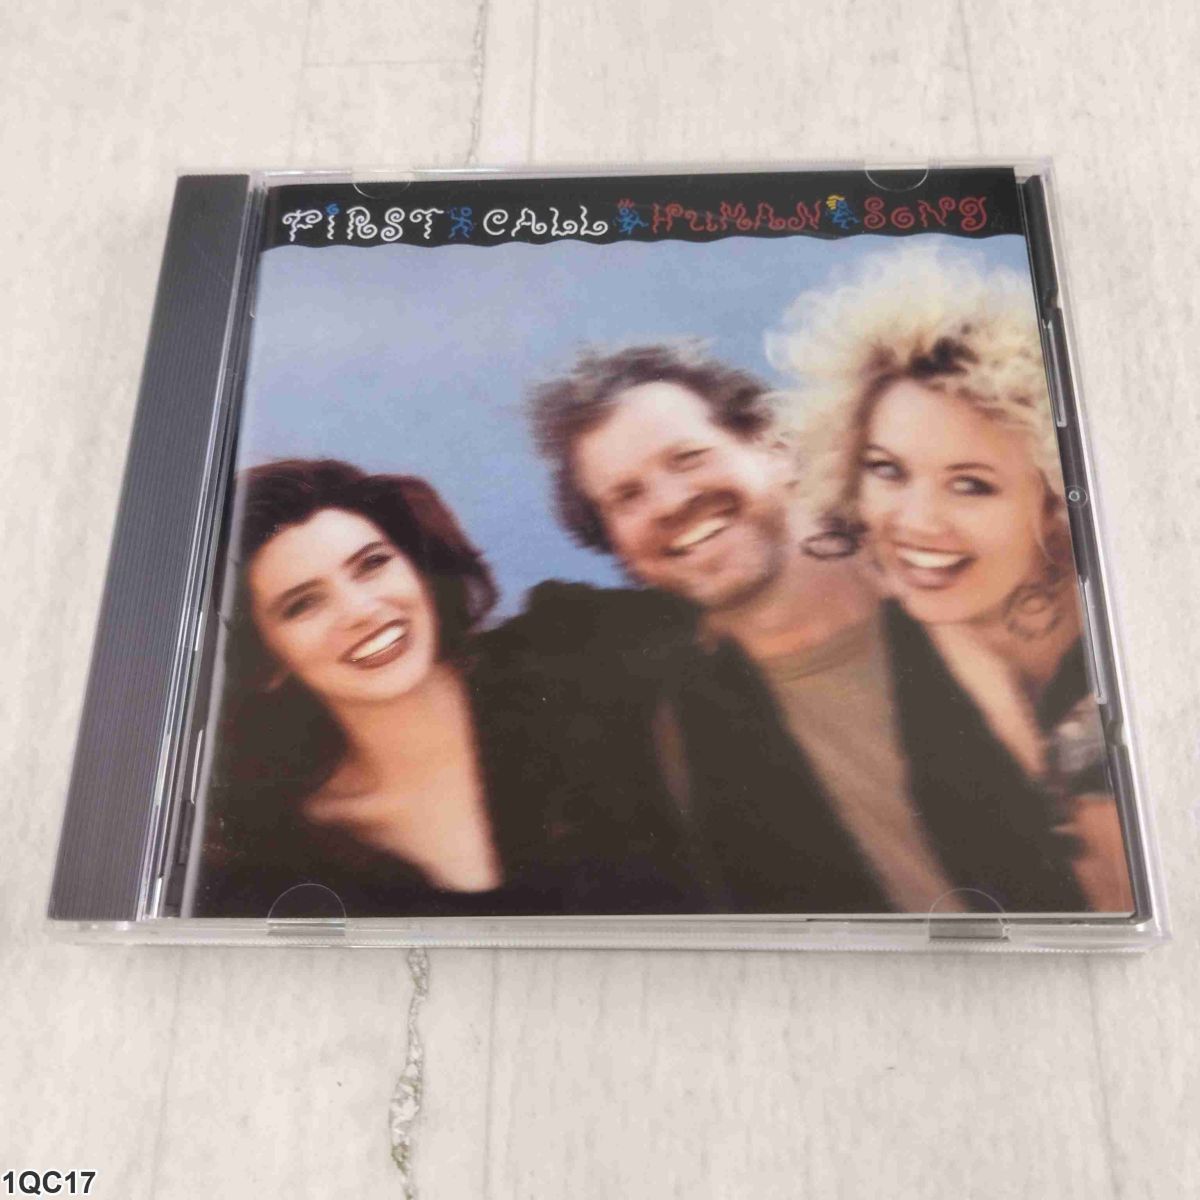 FiRST CALL HUMAN SONg
1QC17